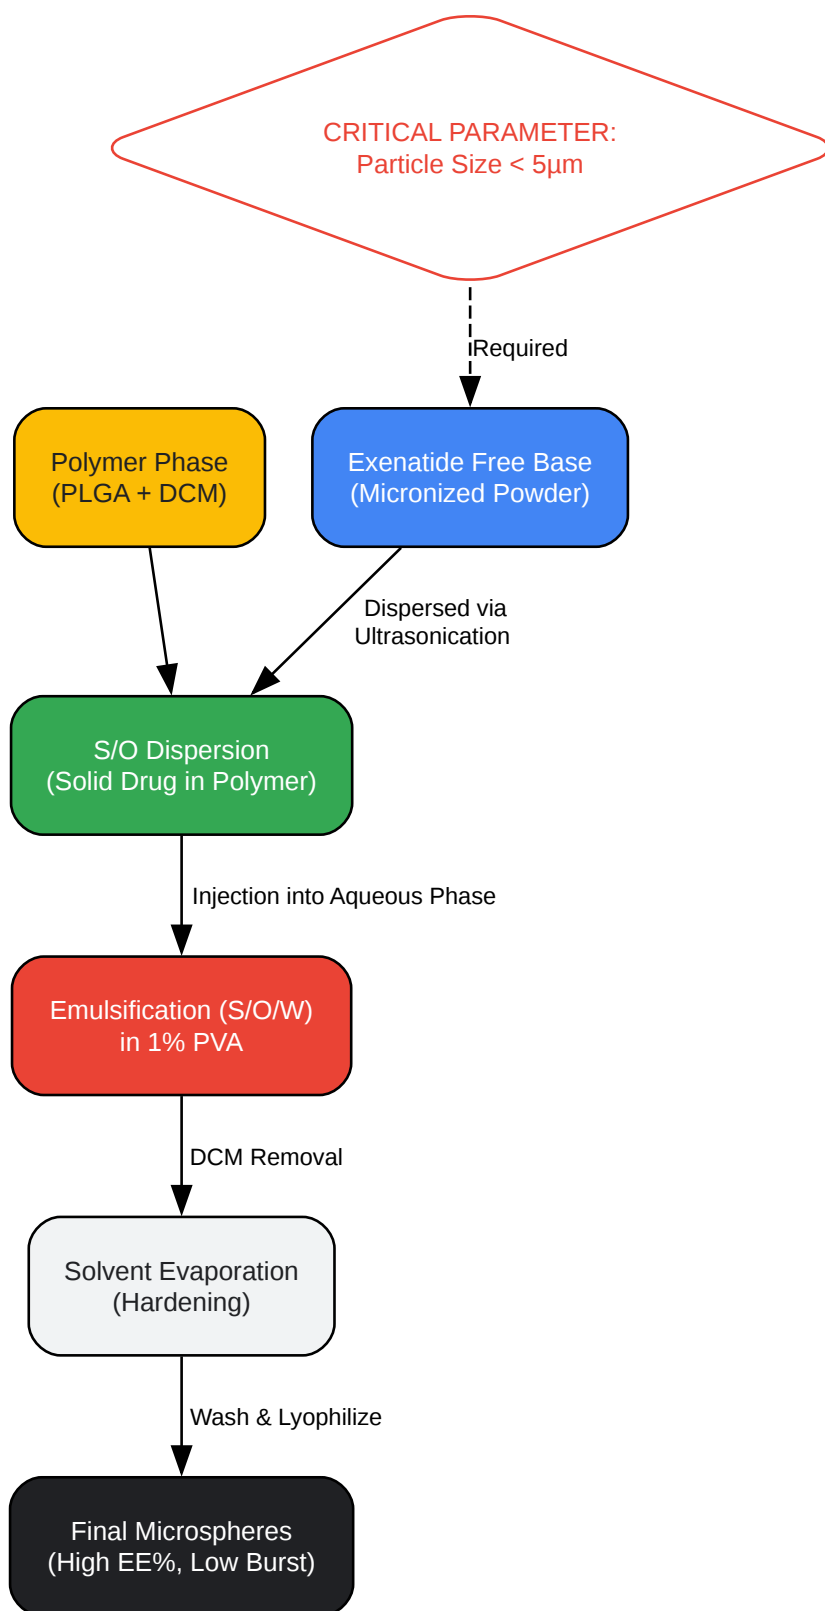 CRITICAL PARAMETER:
Particle Size < 5µm
Required
Polymer Phase
(PLGA + DCM)
Exenatide Free Base
(Micronized Powder)
Dispersed via
Ultrasonication
S/O Dispersion
(Solid Drug in Polymer)
Injection into Aqueous Phase
Emulsification (S/O/W)
in 1% PVA
DCM Removal
Solvent Evaporation
(Hardening)
Wash & Lyophilize
Final Microspheres
(High EE%, Low Burst)